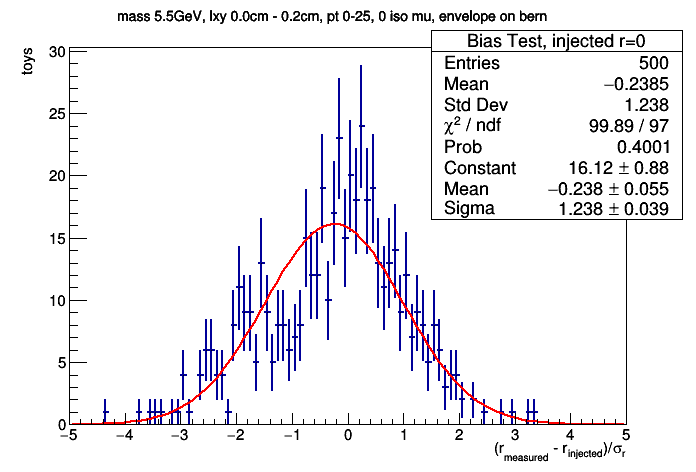 mass 5.5GeV, lxy 0.0cm - 0.2cm, pt 0-25, 0 iso mu, envelope on bern
Bias Test, injected r=0
Entries 500
Mean −0.2385
Std Dev 1.238
χ² / ndf 99.89 / 97
Prob 0.4001
Constant 16.12 ± 0.88
Mean −0.238 ± 0.055
Sigma 1.238 ± 0.039
toys
30
25
20
15
10
5
0
−5 −4 −3 −2 −1 0 1 2 3 4 5
(r_measured - r_injected)/σ_r